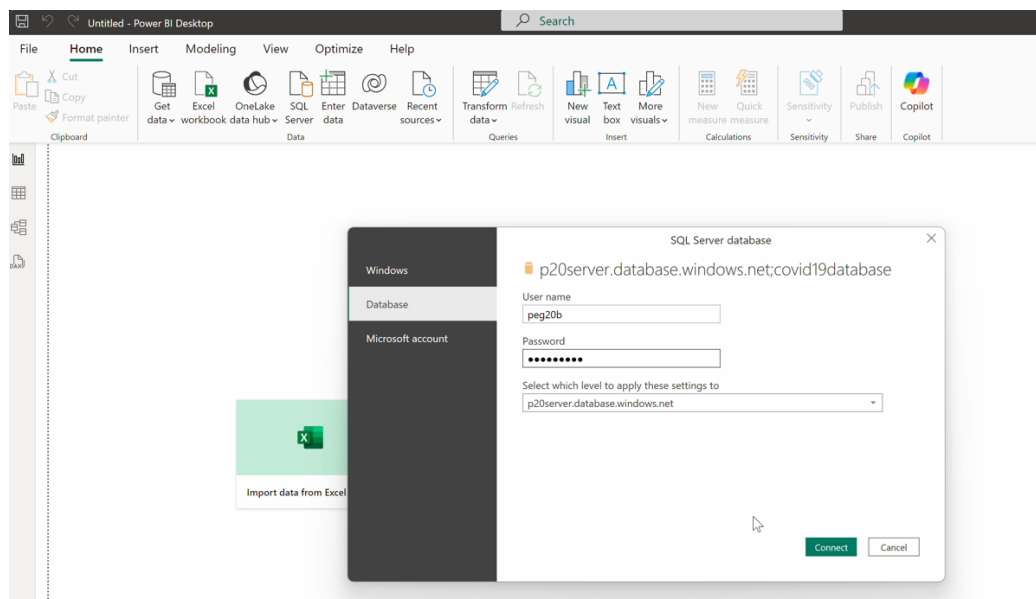 Untitled - Power BI Desktop
Search
File Home Insert Modeling View Optimize Help
Paste
Cut
Copy
Format painter
Clipboard
Get data
Excel workbook
OneLake data hub
SQL Server
Enter data
Dataverse
Recent sources
Data
Transform data
Refresh
Queries
New visual
Text box
More visuals
Insert
New measure
Quick measure
Calculations
Sensitivity
Sensitivity
Publish
Share
Copilot
Copilot
DAX
SQL Server database
Windows
Database
Microsoft account
p20server.database.windows.net;covid19database
User name
peg20b
Password
•••••••••
Select which level to apply these settings to
p20server.database.windows.net
Connect Cancel
Import data from Excel